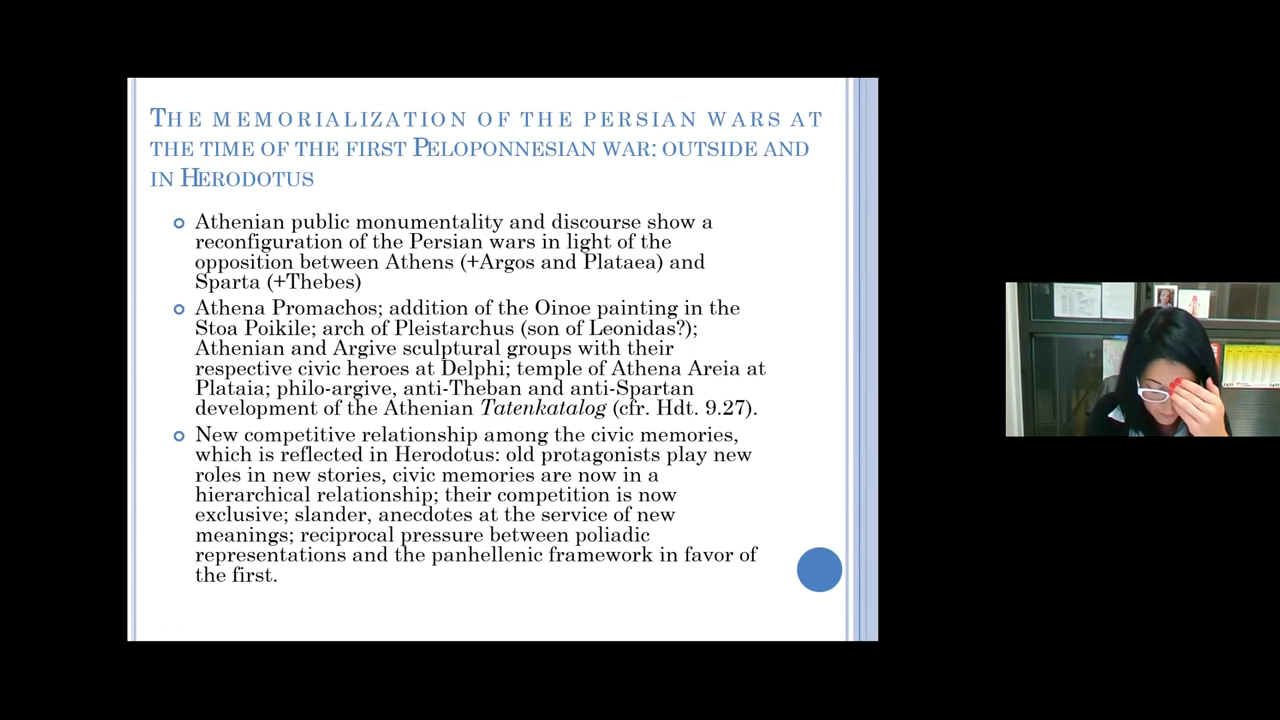 THE MEMORIALIZATION OF THE PERSIAN WARS AT
THE TIME OF THE FIRST PELOPONNESIAN WAR: OUTSIDE AND
IN HERODOTUS
Athenian public monumentality and discourse show a
reconfiguration of the Persian wars in light of the
opposition between Athens (+Argos and Plataea) and
Sparta (+Thebes)
Athena Promachos; addition of the Oinoe painting in the
Stoa Poikile; arch of Pleistarchus (son of Leonidas?);
Athenian and Argive sculptural groups with their
respective civic heroes at Delphi; temple of Athena Areia at
Plataia; philo-argive, anti-Theban and anti-Spartan
development of the Athenian Tatenkatalog (cfr. Hdt. 9.27).
New competitive relationship among the civic memories,
which is reflected in Herodotus: old protagonists play new
roles in new stories, civic memories are now in a
hierarchical relationship; their competition is now
exclusive; slander, anecdotes at the service of new
meanings; reciprocal pressure between poliadic
representations and the panhellenic framework in favor of
the first.